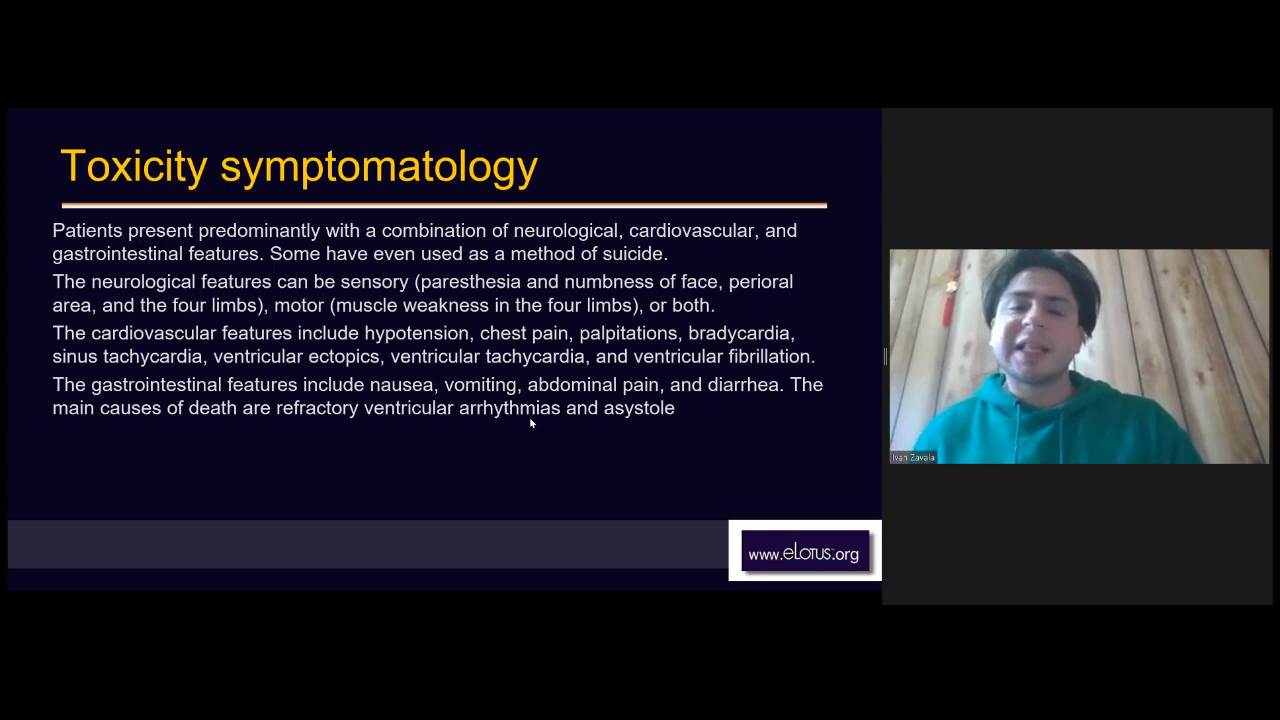 Toxicity symptomatology
Patients present predominantly with a combination of neurological, cardiovascular, and
gastrointestinal features. Some have even used as a method of suicide.
The neurological features can be sensory (paresthesia and numbness of face, perioral
area, and the four limbs), motor (muscle weakness in the four limbs), or both.
The cardiovascular features include hypotension, chest pain, palpitations, bradycardia,
sinus tachycardia, ventricular ectopics, ventricular tachycardia, and ventricular fibrillation.
The gastrointestinal features include nausea, vomiting, abdominal pain, and diarrhea. The
main causes of death are refractory ventricular arrhythmias and asystole
www.eLotus.org
Ivan Zavala